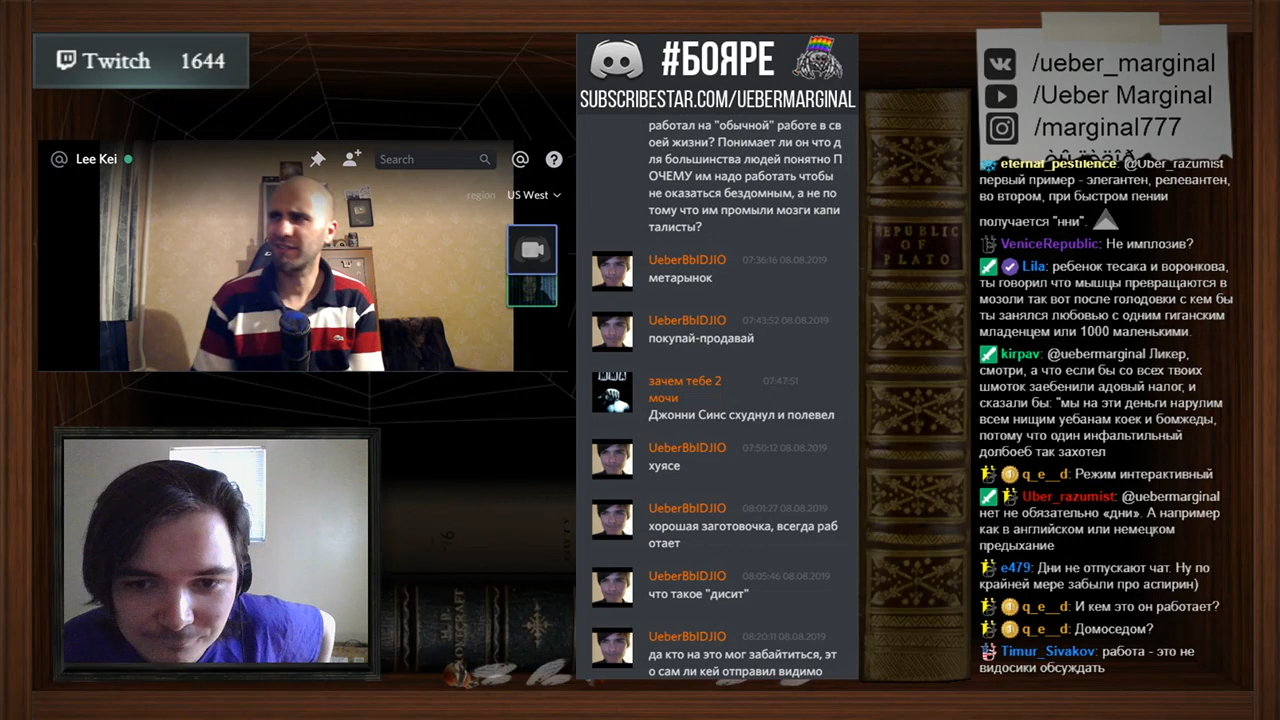 Twitch 1644
Lee Kei
Search
region US West
#БОЯРЕ
SUBSCRIBESTAR.COM/UEBERMARGINAL
работал на "обычной" работе в св
оей жизни? Понимает ли он что д
ля большинства людей понятно П
ОЧЕМУ им надо работать чтобы
не оказаться бездомным, а не по
тому что им промыли мозги капи
талисты?
UeberBbIDJIO 07:36:16 08.08.2019
метарынок
UeberBbIDJIO 07:43:52 08.08.2019
покупай-продавай
зачем тебе 2 07:47:51
мочи
Джонни Синс схуднул и полевел
UeberBbIDJIO 07:50:12 08.08.2019
хуясе
UeberBbIDJIO 08:01:27 08.08.2019
хорошая заготовочка, всегда раб
отает
UeberBbIDJIO 08:05:46 08.08.2019
что такое "дисит"
UeberBbIDJIO 08:20:11 08.08.2019
да кто на это мог забайтиться, эт
о сам ли кей отправил видимо
REPUBLIC
OF
PLATO
H.P.
LOVECRAFT
/ueber_marginal
/Ueber Marginal
/marginal777
eternal_pestilence: @Uber_razumist
первый пример - элегантен, релевантен,
во втором, при быстром пении
получается "нни".
VeniceRepublic: Не имплозив?
Lila: ребенок тесака и воронкова,
ты говорил что мышцы превращаются в
мозоли так вот после голодовки с кем бы
ты занялся любовью с одним гиганским
младенцем или 1000 маленькими.
kirpav: @uebermarginal Ликер,
смотри, а что если бы со всех твоих
шмоток заебенили адовый налог, и
сказали бы: "мы на эти деньги нарулим
всем нищим уебанам коек и бомжеды,
потому что один инфальтильный
долбоеб так захотел
q_e__d: Режим интерактивный
Uber_razumist: @uebermarginal
нет не обязательно «дни». А например
как в английском или немецком
предыхание
e479: Дни не отпускают чат. Ну по
крайней мере забыли про аспирин)
q_e__d: И кем это он работает?
q_e__d: Домоседом?
Timur_Sivakov: работа - это не
видосики обсуждать